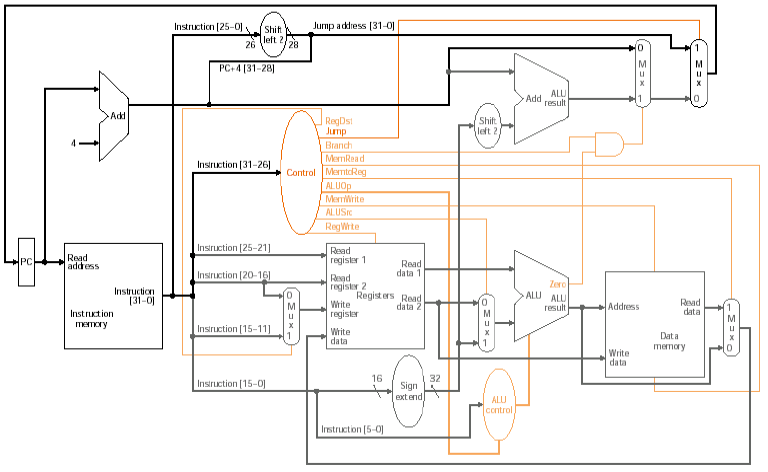 Instruction [25–0]
Shift
left 2
Jump address [31–0]
26
28
PC+4 [31–28]
0
M
u
x
1
1
M
u
x
0
Add
4
Add
ALU
result
Shift
left 2
RegDst
Jump
Branch
MemRead
MemtoReg
ALUOp
MemWrite
ALUSrc
RegWrite
Instruction [31–26]
Control
PC
Read
address
Instruction
[31–0]
Instruction
memory
Instruction [25–21]
Instruction [20–16]
Instruction [15–11]
0
M
u
x
1
Read
register 1
Read
register 2
Write
register
Write
data
Registers
Read
data 1
Read
data 2
0
M
u
x
1
ALU
Zero
ALU
result
Address
Read
data
Data
memory
Write
data
1
M
u
x
0
Instruction [15–0]
16
Sign
extend
32
ALU
control
Instruction [5–0]